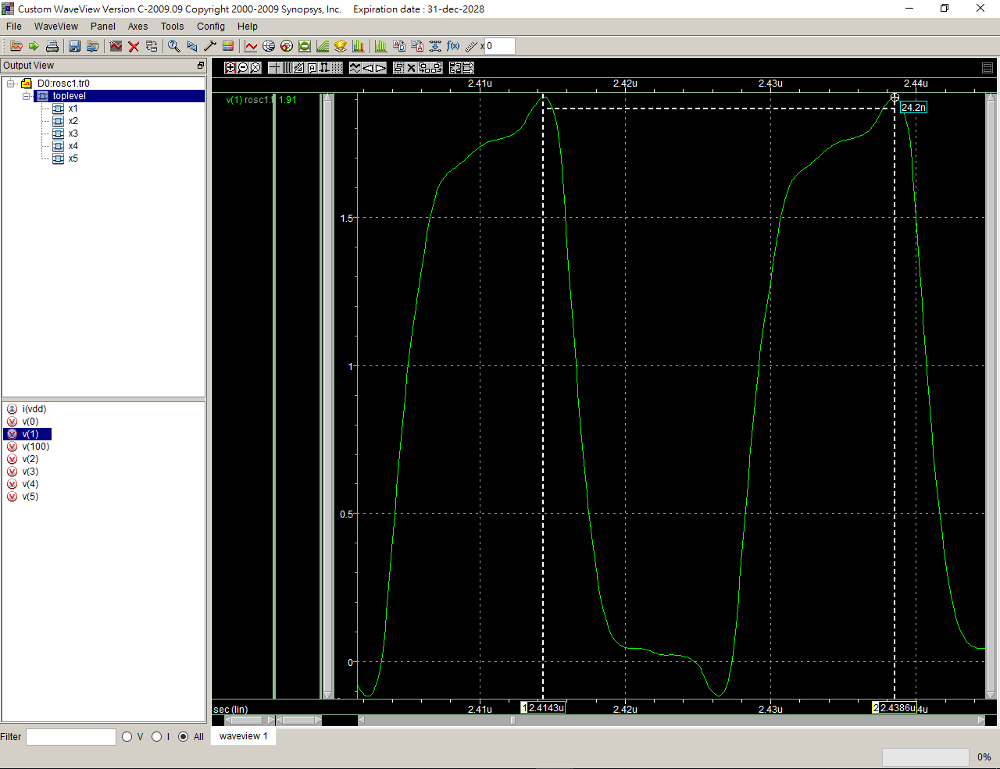 Custom WaveView Version C-2009.09 Copyright 2000-2009 Synopsys, Inc.    Expiration date : 31-dec-2028
File WaveView Panel Axes Tools Config Help
x 0
Output View
D0:rosc1.tr0
toplevel
x1
x2
x3
x4
x5
i(vdd)
v(0)
v(1)
v(100)
v(2)
v(3)
v(4)
v(5)
Filter V I All
2.41u 2.42u 2.43u 2.44u
v(1) rosc1. 1.91
24.2n
1.5
1
0.5
0
sec (lin) 2.41u 1 2.4143u 2.42u 2.43u 2 2.4386u 4u
waveview 1
0%